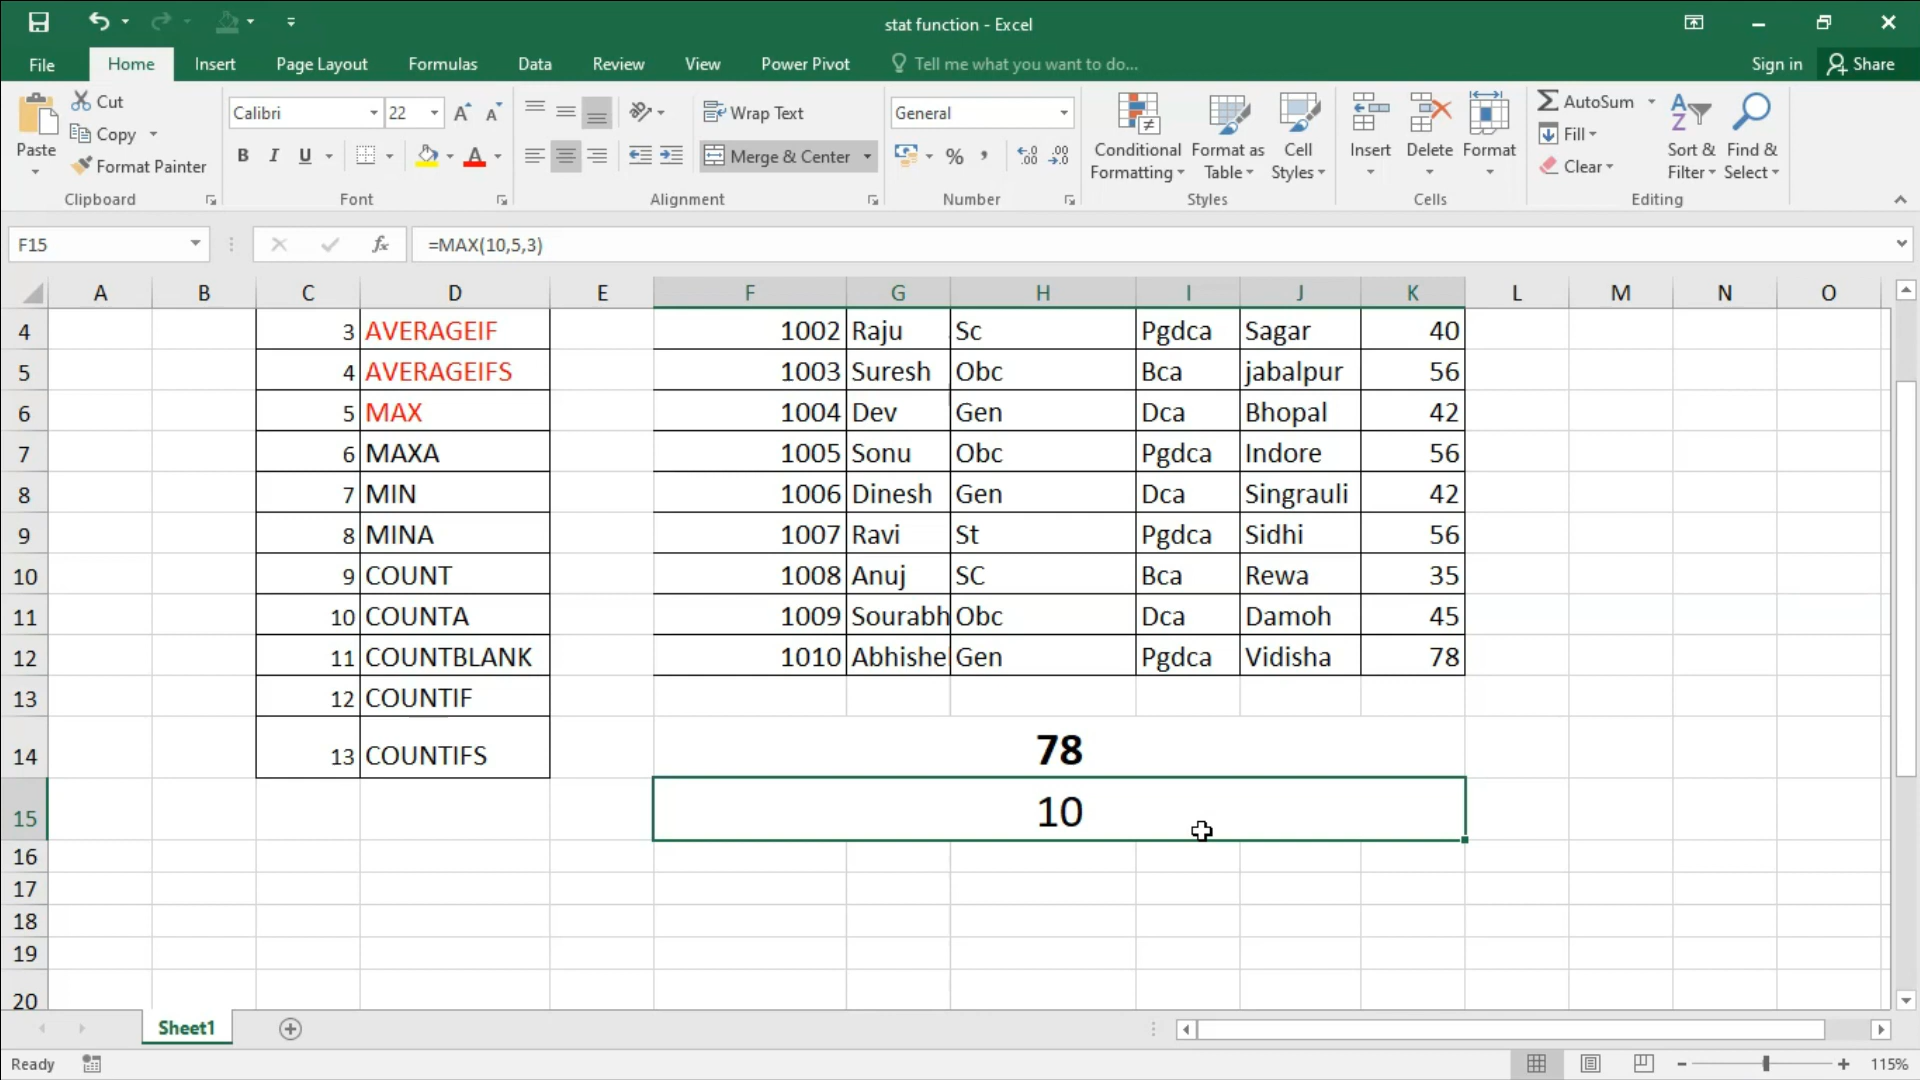 stat function - Excel
File Home Insert Page Layout Formulas Data Review View Power Pivot Tell me what you want to do... Sign in Share
Paste Cut Copy Format Painter Clipboard
Calibri 22 A A B I U A Font
Wrap Text Merge & Center Alignment
General % , .00 .0 Number
Conditional Formatting Format as Table Cell Styles Styles
Insert Delete Format Cells
AutoSum Fill Clear Sort & Filter Find & Select Editing
F15 fx =MAX(10,5,3)
A B C D E F G H I J K L M N O
4 3 AVERAGEIF 1002 Raju Sc Pgdca Sagar 40
5 4 AVERAGEIFS 1003 Suresh Obc Bca jabalpur 56
6 5 MAX 1004 Dev Gen Dca Bhopal 42
7 6 MAXA 1005 Sonu Obc Pgdca Indore 56
8 7 MIN 1006 Dinesh Gen Dca Singrauli 42
9 8 MINA 1007 Ravi St Pgdca Sidhi 56
10 9 COUNT 1008 Anuj SC Bca Rewa 35
11 10 COUNTA 1009 Sourabh Obc Dca Damoh 45
12 11 COUNTBLANK 1010 Abhishe Gen Pgdca Vidisha 78
13 12 COUNTIF
14 13 COUNTIFS 78
15 10
16
17
18
19
20
Sheet1
Ready 115%